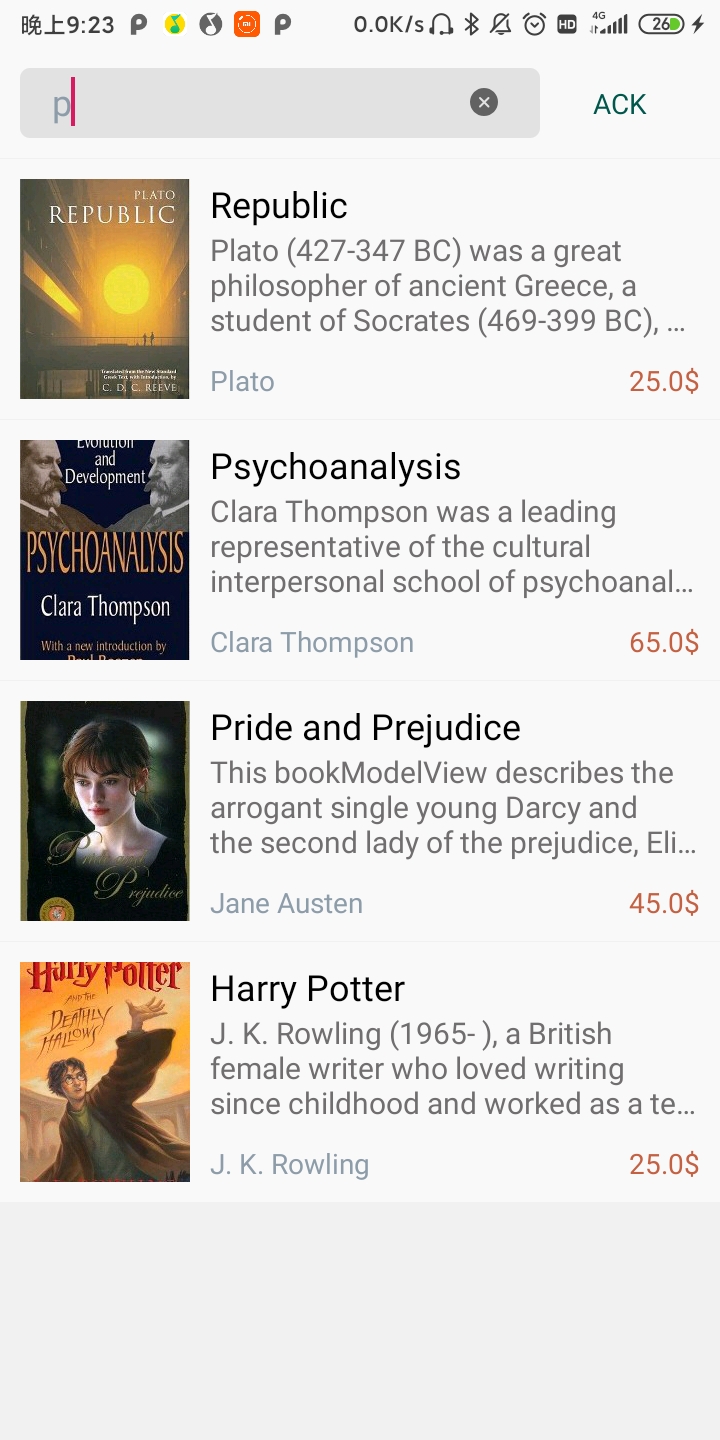 晚上9:23
0.0K/s
HD
4G
26
p
ACK
PLATO
REPUBLIC
Translated from the New Standard
Greek Text, with Introduction, by
C. D. C. REEVE
Republic
Plato (427-347 BC) was a great
philosopher of ancient Greece, a
student of Socrates (469-399 BC), ...
Plato
25.0$
Evolution
and
Development
PSYCHOANALYSIS
Clara Thompson
With a new introduction by
Psychoanalysis
Clara Thompson was a leading
representative of the cultural
interpersonal school of psychoanal...
Clara Thompson
65.0$
Pride and
Prejudice
Pride and Prejudice
This bookModelView describes the
arrogant single young Darcy and
the second lady of the prejudice, Eli...
Jane Austen
45.0$
Harry Potter
AND THE
DEATHLY
HALLOWS
Harry Potter
J. K. Rowling (1965- ), a British
female writer who loved writing
since childhood and worked as a te...
J. K. Rowling
25.0$